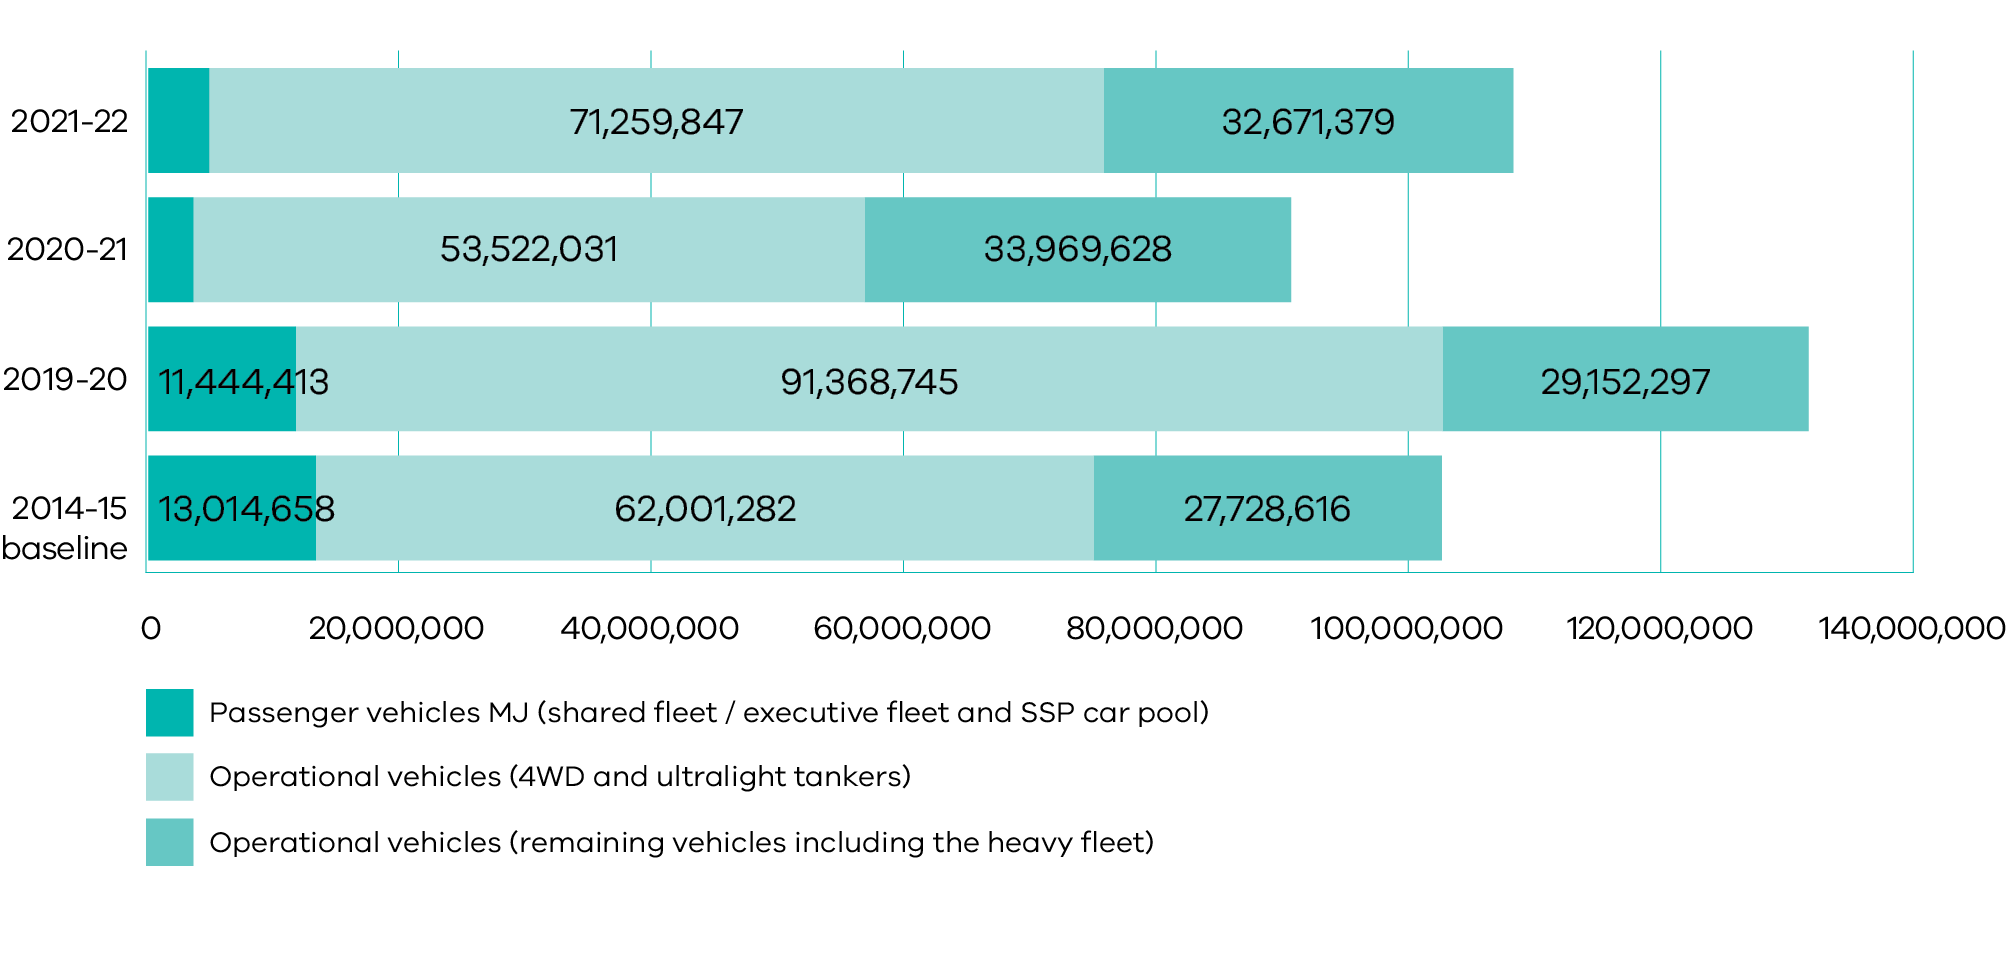 2021-22
71,259,847
32,671,379
2020-21
53,522,031
33,969,628
2019-20
11,444,413
91,368,745
29,152,297
2014-15
baseline
13,014,658
62,001,282
27,728,616
0 20,000,000 40,000,000 60,000,000 80,000,000 100,000,000 120,000,000 140,000,000
Passenger vehicles MJ (shared fleet / executive fleet and SSP car pool)
Operational vehicles (4WD and ultralight tankers)
Operational vehicles (remaining vehicles including the heavy fleet)